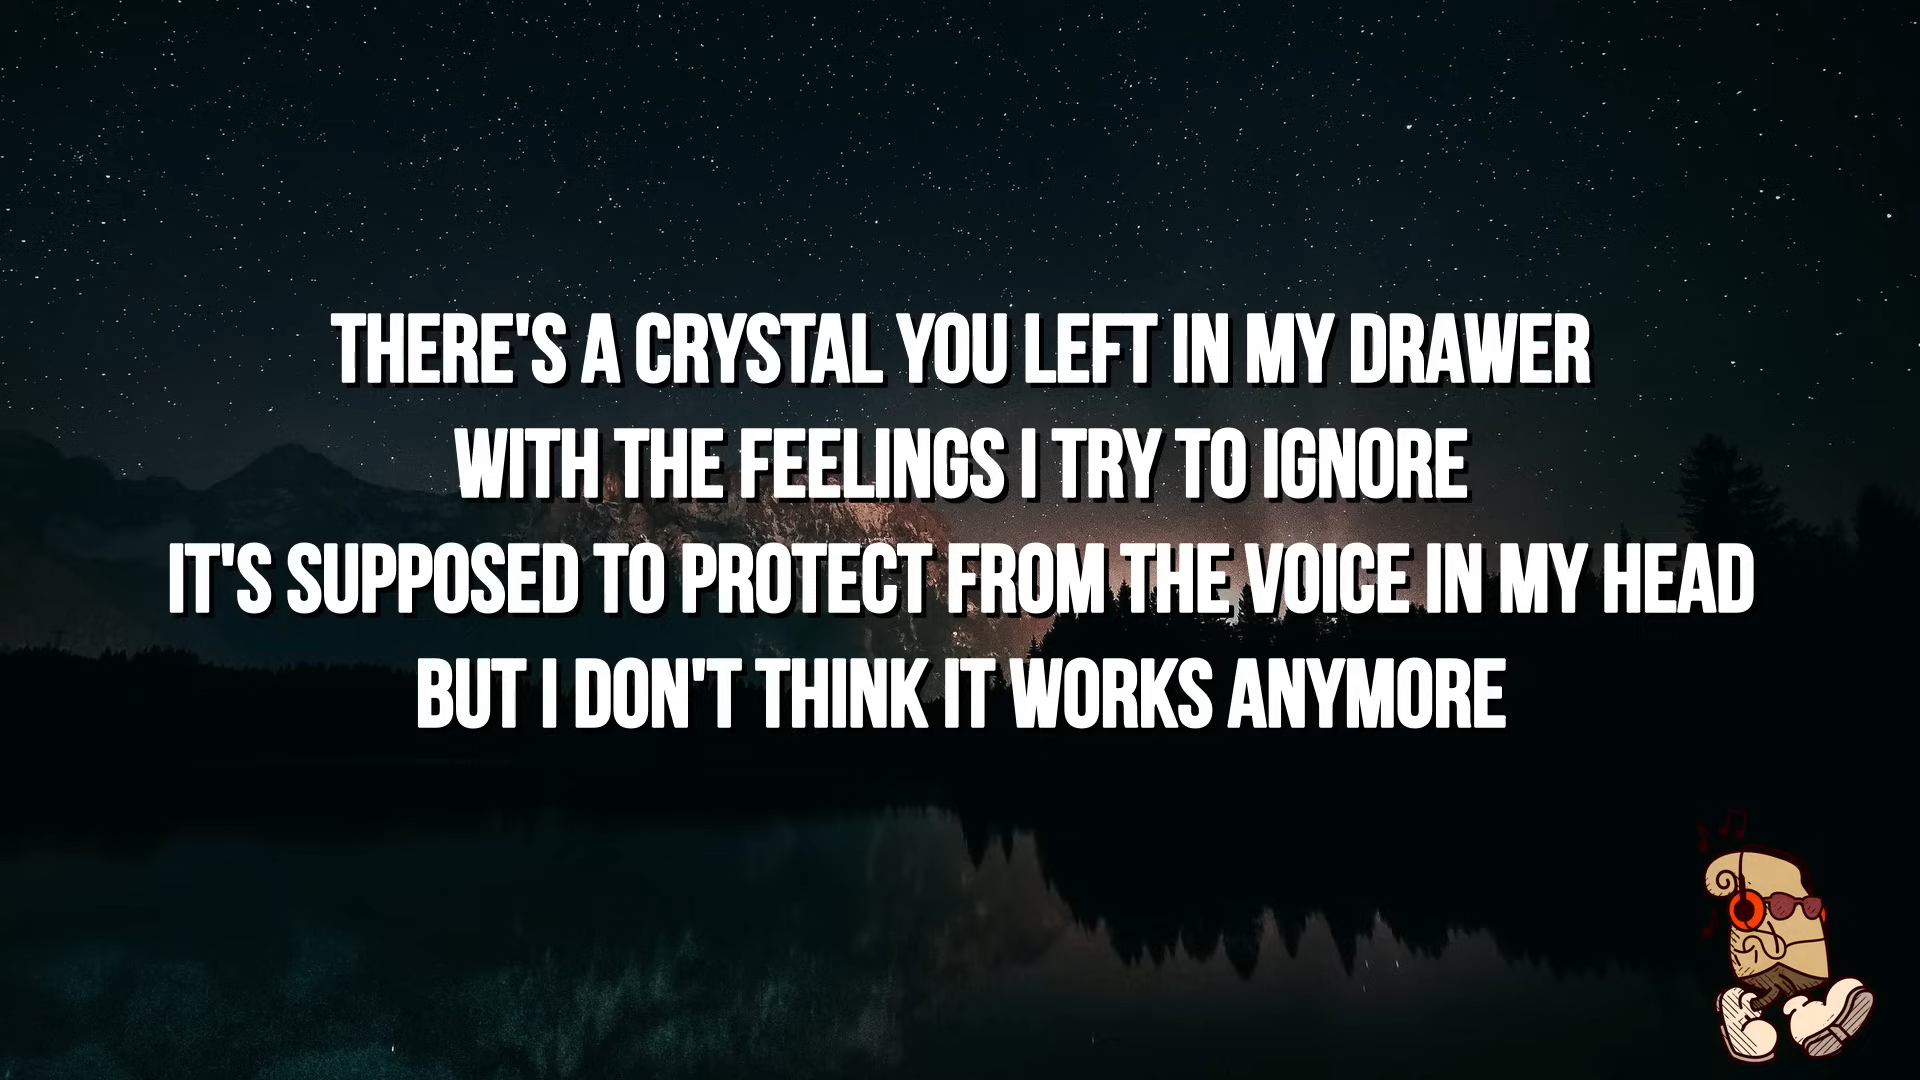 THERE'S A CRYSTAL YOU LEFT IN MY DRAWER
WITH THE FEELINGS I TRY TO IGNORE
IT'S SUPPOSED TO PROTECT FROM THE VOICE IN MY HEAD
BUT I DON'T THINK IT WORKS ANYMORE